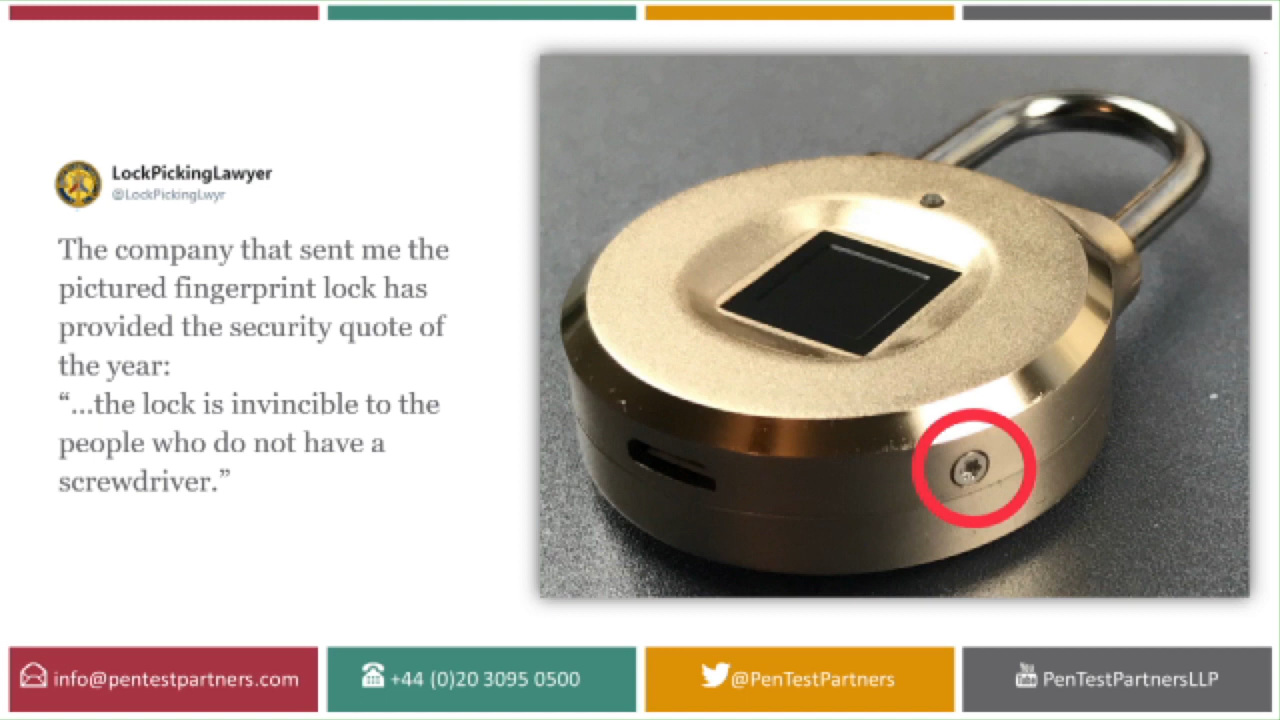 LockPickingLawyer
@LockPickingLwyr
The company that sent me the
pictured fingerprint lock has
provided the security quote of
the year:
“...the lock is invincible to the
people who do not have a
screwdriver.”
info@pentestpartners.com
+44 (0)20 3095 0500
@PenTestPartners
You Tube PenTestPartnersLLP